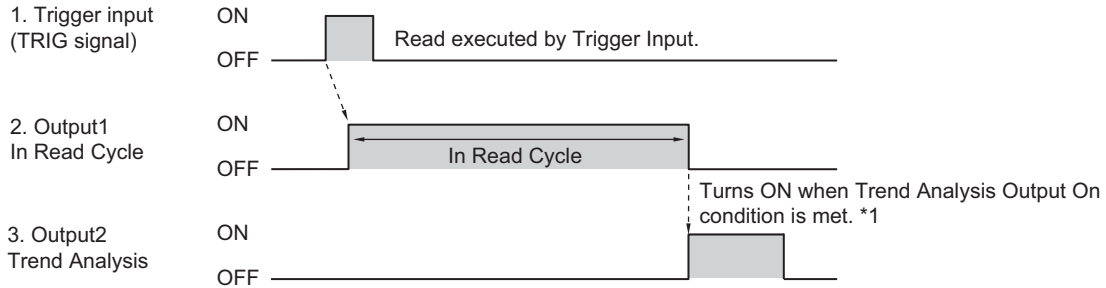 1. Trigger input
(TRIG signal)
ON
OFF
Read executed by Trigger Input.
2. Output1
In Read Cycle
ON
OFF
In Read Cycle
Turns ON when Trend Analysis Output On
condition is met. *1
3. Output2
Trend Analysis
ON
OFF